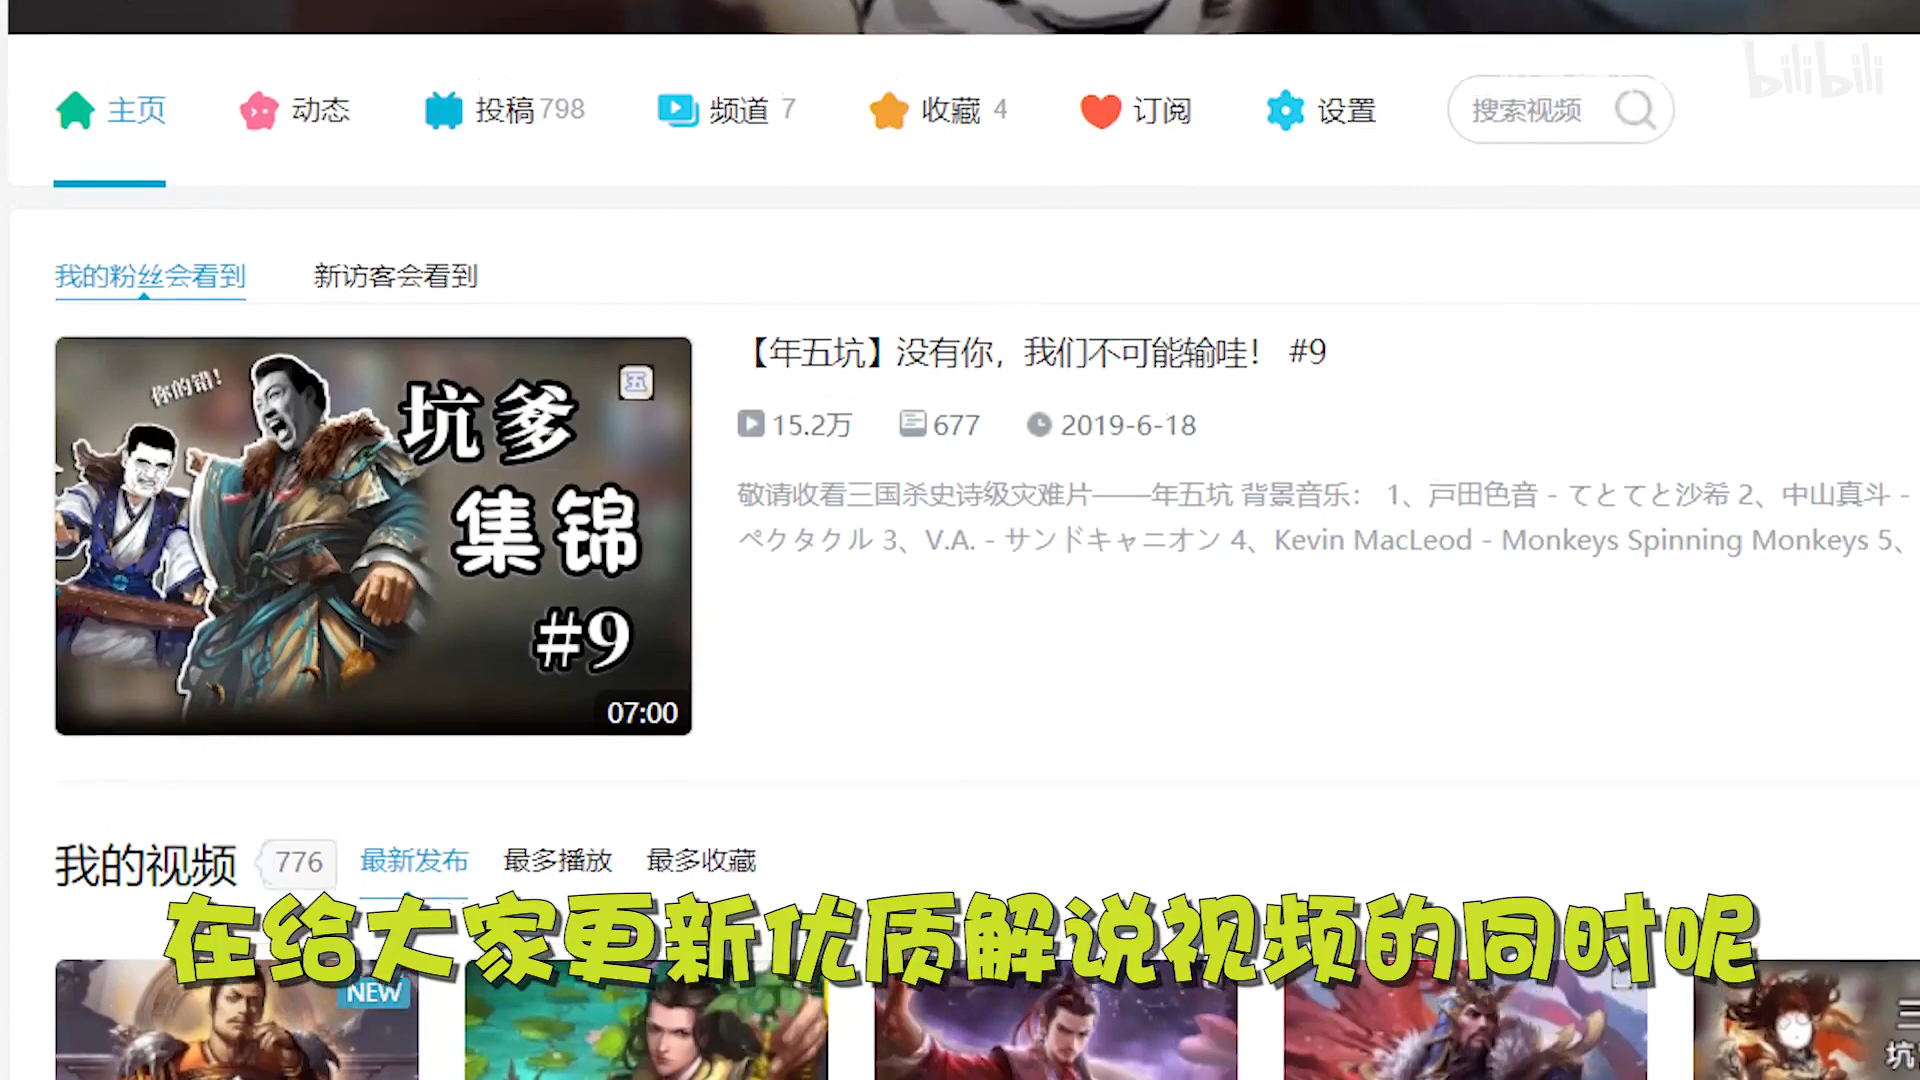 bilibili
主页 动态 投稿 798 频道 7 收藏 4 订阅 设置 搜索视频
我的粉丝会看到 新访客会看到
你的错!
坑爹
五
集锦
#9
07:00
【年五坑】没有你，我们不可能输哇! #9
15.2万 677 2019-6-18
敬请收看三国杀史诗级灾难片——年五坑 背景音乐： 1、戸田色音 - てとてと沙希 2、中山真斗 -
ペクタクル 3、V.A. - サンドキャニオン 4、Kevin MacLeod - Monkeys Spinning Monkeys 5、
我的视频 776 最新发布 最多播放 最多收藏
在给大家更新优质解说视频的同时呢
NEW
坑